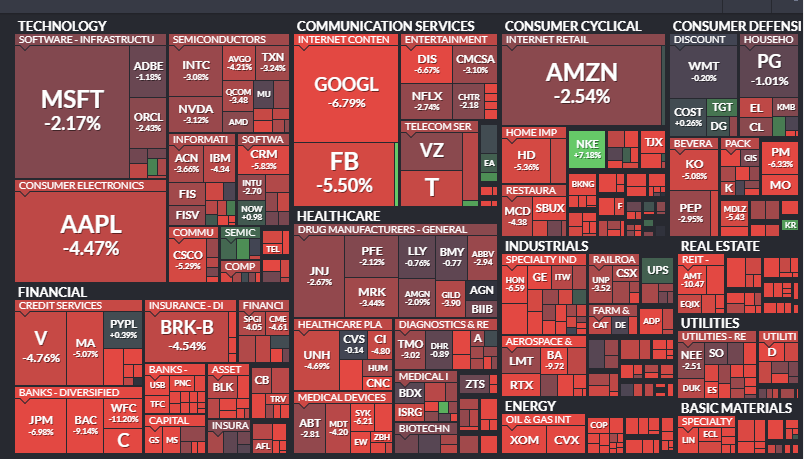 TECHNOLOGY
SOFTWARE - INFRASTRUCTU
MSFT
-2.17%
ADBE
-1.18%
ORCL
-2.43%
SEMICONDUCTORS
INTC
-3.08%
NVDA
-3.12%
AVGO
-4.21%
TXN
-3.24%
QCOM
-3.48
MU
AMD
INFORMATI
ACN
-3.66%
IBM
-4.34
FIS
FISV
SOFTWA
CRM
-5.83%
INTU
-2.70
NOW
+0.98
CONSUMER ELECTRONICS
AAPL
-4.47%
COMMU
CSCO
-5.29%
SEMIC
COMP
TEL
COMMUNICATION SERVICES
INTERNET CONTEN
GOOGL
-6.79%
FB
-5.50%
ENTERTAINMENT
DIS
-6.67%
CMCSA
-3.10%
NFLX
-2.74%
CHTR
-2.18
TELECOM SER
VZ
T
EA
CONSUMER CYCLICAL
INTERNET RETAIL
AMZN
-2.54%
HOME IMP
HD
-5.36%
NKE
+7.18%
TJX
RESTAURA
MCD
-4.38
SBUX
BKNG
F
CONSUMER DEFENSI
DISCOUNT
WMT
-0.20%
COST
+0.26%
TGT
DG
HOUSEHO
PG
-1.01%
EL
KMB
CL
BEVERA
KO
-5.08%
PEP
-2.95%
PACK
GIS
K
MDLZ
-5.43
PM
-6.33%
MO
KR
HEALTHCARE
DRUG MANUFACTURERS - GENERAL
JNJ
-2.67%
PFE
-2.12%
MRK
-3.44%
LLY
-0.76%
BMY
-0.77
ABBV
-2.94
AMGN
-2.09%
GILD
-3.90
AGN
BIIB
HEALTHCARE PLA
UNH
-4.69%
CVS
-0.14
CI
-4.80
HUM
CNC
DIAGNOSTICS & RE
TMO
-3.02
DHR
-0.89
A
MEDICAL I
BDX
ISRG
ZTS
MEDICAL DEVICES
ABT
-2.81
MDT
-4.20
SYK
-6.21
EW
ZBH
BIOTECHN
FINANCIAL
CREDIT SERVICES
V
-4.76%
MA
-5.07%
PYPL
+0.39%
INSURANCE - DI
BRK-B
-4.54%
FINANCI
SPGI
-4.05
CME
-4.61
BANKS - DIVERSIFIED
JPM
-6.98%
BAC
-9.14%
WFC
-11.20%
C
BANKS -
USB
PNC
TFC
ASSET
BLK
CB
TRV
CAPITAL
GS
MS
INSURA
AFL
INDUSTRIALS
SPECIALTY IND
HON
-6.59
GE
ITW
RAILROA
UNP
-3.52
CSX
UPS
FARM &
CAT
DE
ADP
AEROSPACE &
LMT
BA
-9.72
RTX
ENERGY
OIL & GAS INT
XOM
CVX
COP
REAL ESTATE
REIT -
AMT
-10.47
EQIX
UTILITIES
UTILITIES - RE
NEE
-2.51
SO
DUK
ES
UTILITI
D
BASIC MATERIALS
SPECIALTY
LIN
ECL